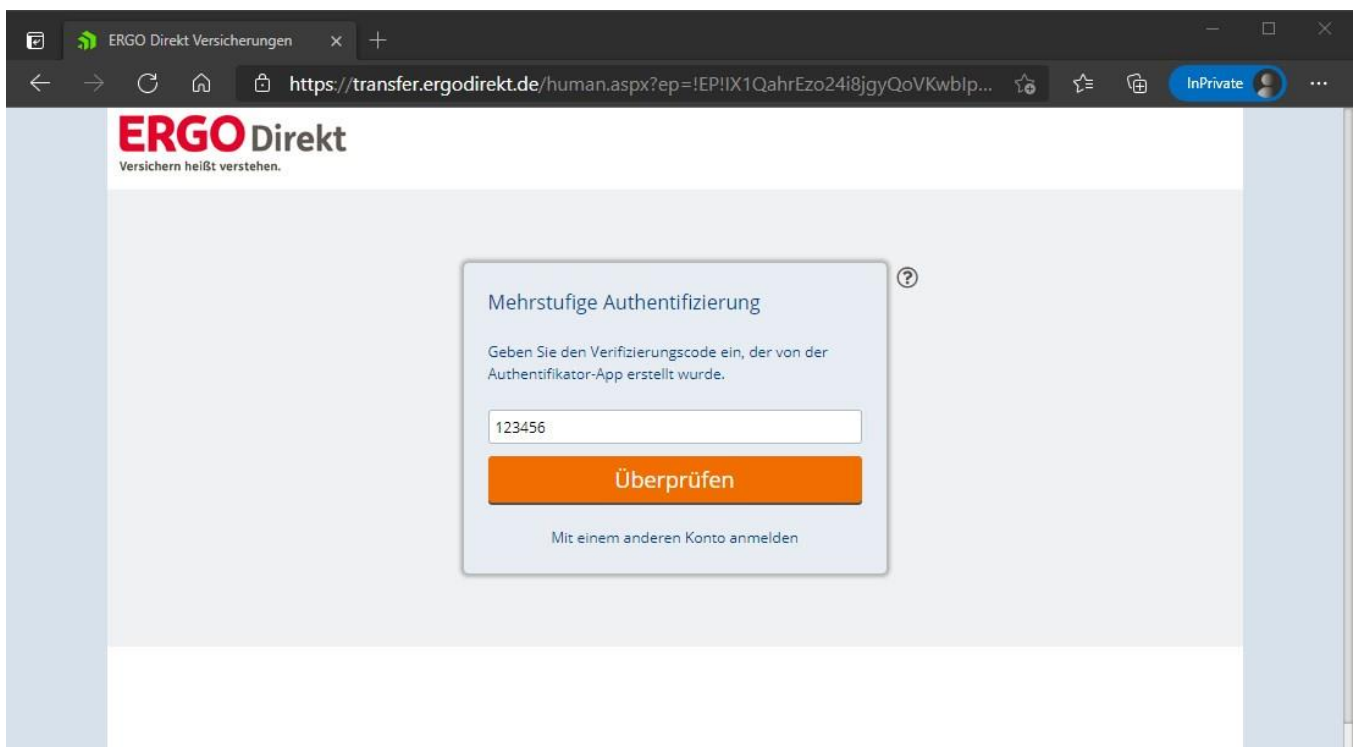 ERGO Direkt Versicherungen
https://transfer.ergodirekt.de/human.aspx?ep=!EP!IX1QahrEzo24i8jgyQoVKwbIp...
InPrivate
ERGO Direkt
Versichern heißt verstehen.
Mehrstufige Authentifizierung
Geben Sie den Verifizierungscode ein, der von der
Authentifikator-App erstellt wurde.
123456
Überprüfen
Mit einem anderen Konto anmelden